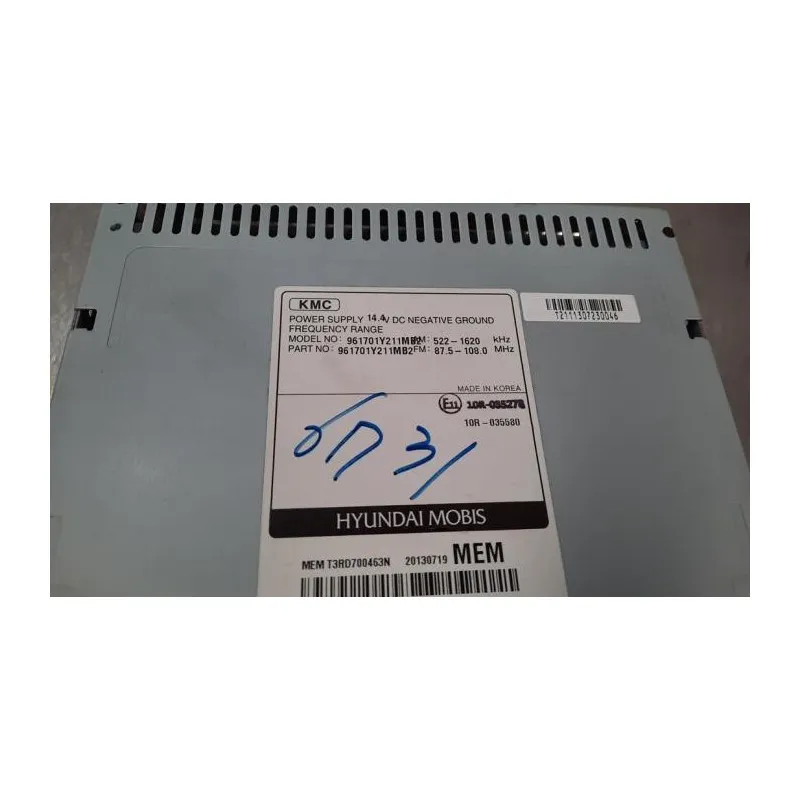 KMC
POWER SUPPLY 14.4V DC NEGATIVE GROUND
FREQUENCY RANGE
MODEL NO: 961701Y211MB2 AM: 522-1620 kHz
PART NO: 961701Y211MB2 FM: 87.5-108.0 MHz
T2111307230046
MADE IN KOREA
E11 10R-035278
10R-035580
HYUNDAI MOBIS
MEM T3RD700463N 20130719 MEM